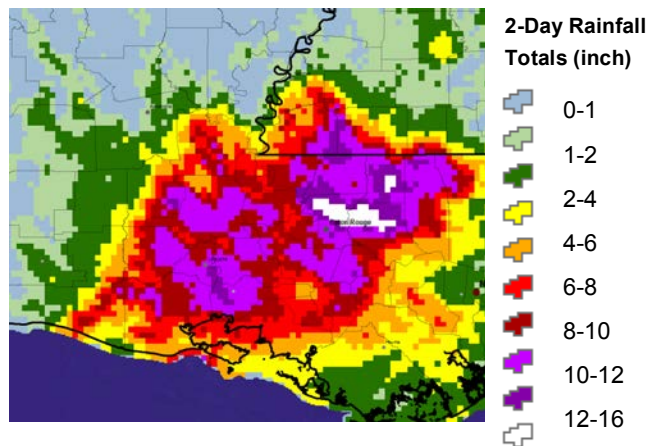 2-Day Rainfall
Totals (inch)
0-1
1-2
2-4
4-6
6-8
8-10
10-12
12-16
Rouge